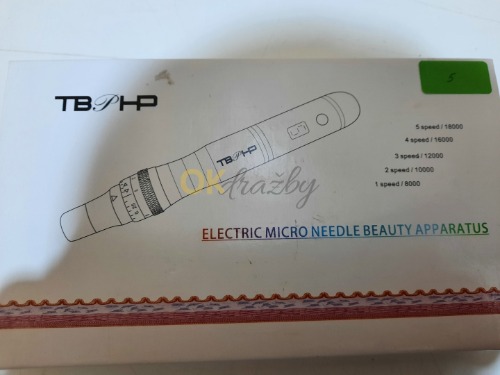 5
TBPHP
5 speed / 18000
4 speed / 16000
3 speed / 12000
2 speed / 10000
1 speed / 8000
TBPHP
OKdražby
ELECTRIC MICRO NEEDLE BEAUTY APPARATUS